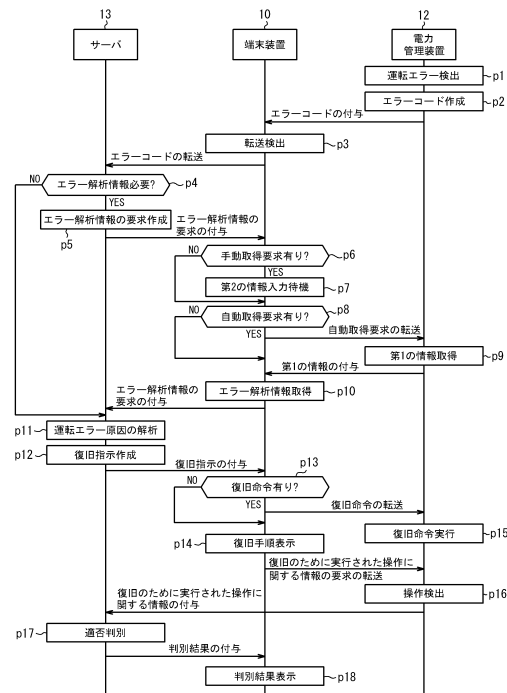 13
10
12
サーバ
端末装置
電力
管理装置
運転エラー検出
p1
エラーコード作成
p2
エラーコードの付与
転送検出
p3
エラーコードの転送
NO
エラー解析情報必要?
p4
YES
エラー解析情報の要求作成
p5
エラー解析情報の
要求の付与
NO
手動取得要求有り?
p6
YES
第2の情報入力待機
p7
p8
NO
自動取得要求有り?
YES
自動取得要求の転送
第1の情報取得
p9
第1の情報の付与
エラー解析情報取得
p10
エラー解析情報の
要求の付与
p11
運転エラー原因の解析
p12
復旧指示作成
復旧指示の付与
p13
NO
復旧命令有り?
YES
復旧命令の転送
p14
復旧手順表示
復旧命令実行
p15
復旧のために実行された操作に
関する情報の要求の転送
操作検出
p16
復旧のために実行された操作に
関する情報の付与
p17
適否判別
判別結果の付与
判別結果表示
p18